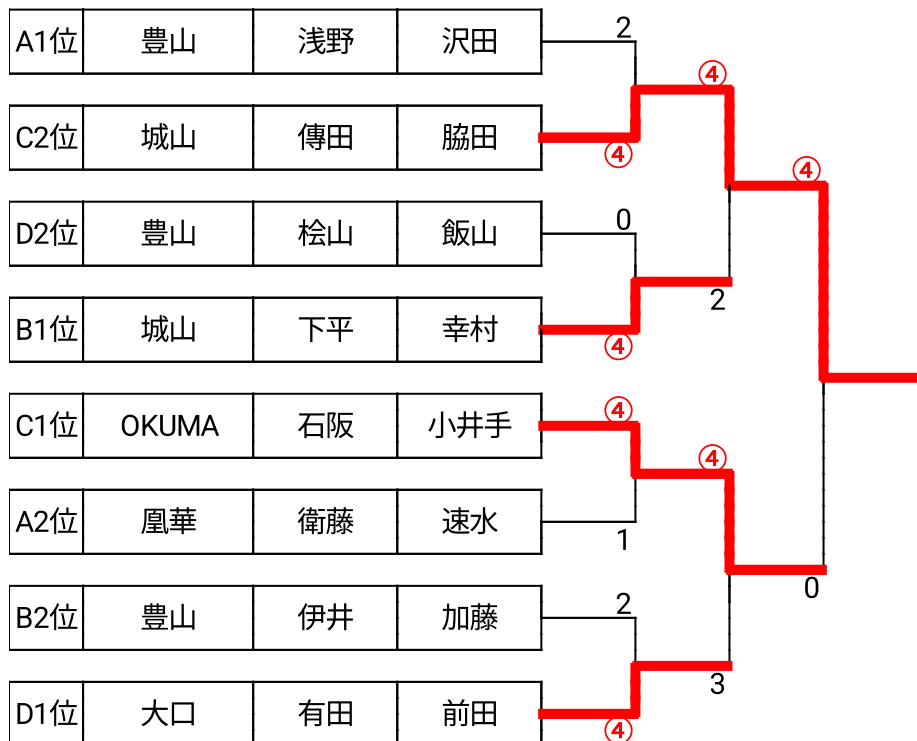 A1位 豊山 浅野 沢田 2
④
C2位 城山 傳田 脇田 ④
④
D2位 豊山 桧山 飯山 0
2
B1位 城山 下平 幸村 ④
C1位 OKUMA 石阪 小井手 ④
④
A2位 凰華 衛藤 速水 1
0
B2位 豊山 伊井 加藤 2
3
D1位 大口 有田 前田 ④